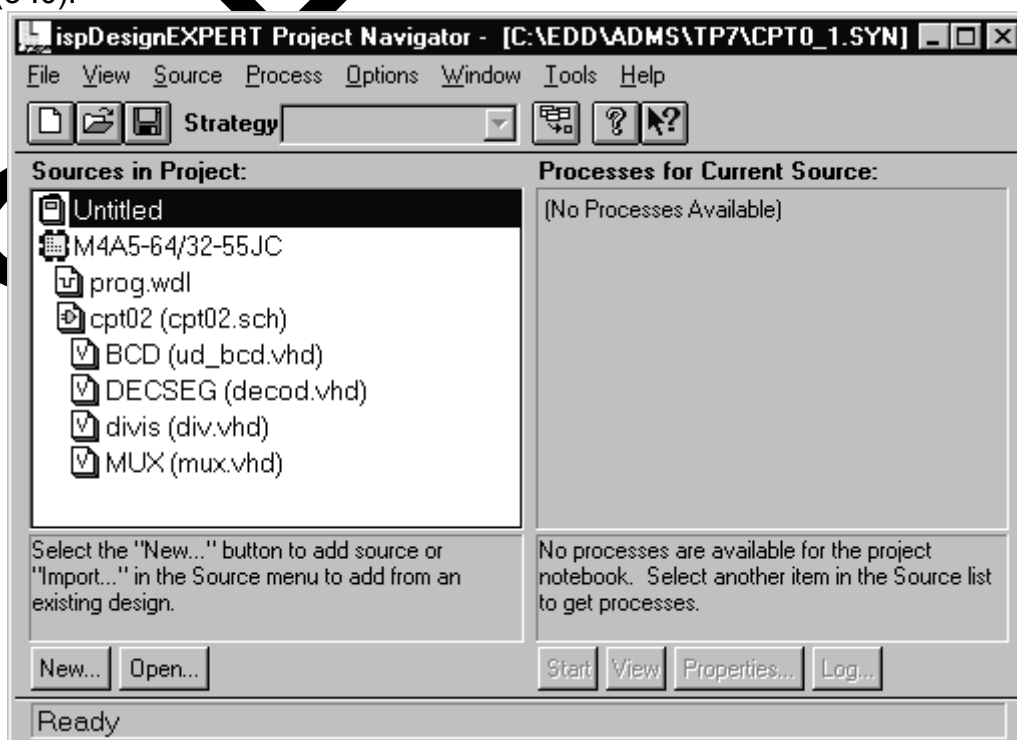 ispDesignEXPERT Project Navigator - [C:\EDD\ADMS\TP7\CPT0_1.SYN]
File View Source Process Options Window Tools Help
Strategy
Sources in Project:
Untitled
M4A5-64/32-55JC
prog.wdl
cpt02 (cpt02.sch)
BCD (ud_bcd.vhd)
DECSEG (decod.vhd)
divis (div.vhd)
MUX (mux.vhd)
Processes for Current Source:
(No Processes Available)
Select the "New..." button to add source or
"Import..." in the Source menu to add from an
existing design.
No processes are available for the project
notebook. Select another item in the Source list
to get processes.
New... Open...
Start View Properties... Log...
Ready